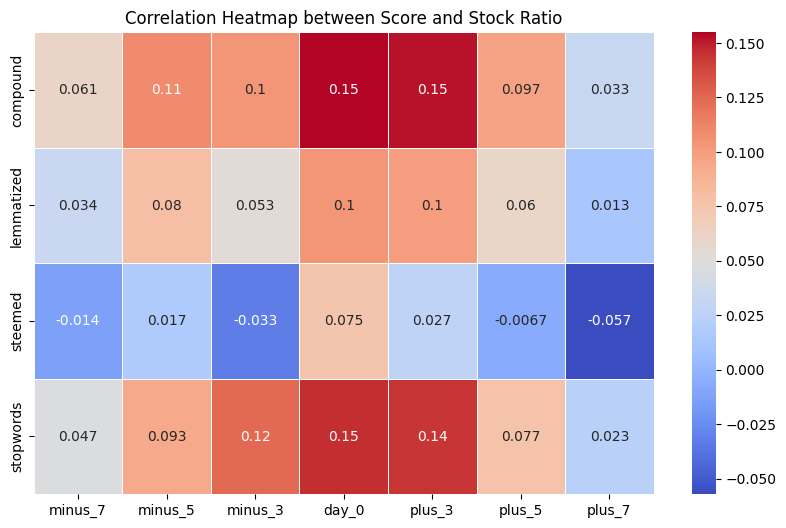 Correlation Heatmap between Score and Stock Ratio
compound 0.061 0.11 0.1 0.15 0.15 0.097 0.033
lemmatized 0.034 0.08 0.053 0.1 0.1 0.06 0.013
steemed -0.014 0.017 -0.033 0.075 0.027 -0.0067 -0.057
stopwords 0.047 0.093 0.12 0.15 0.14 0.077 0.023
minus_7 minus_5 minus_3 day_0 plus_3 plus_5 plus_7
0.150
0.125
0.100
0.075
0.050
0.025
0.000
−0.025
−0.050